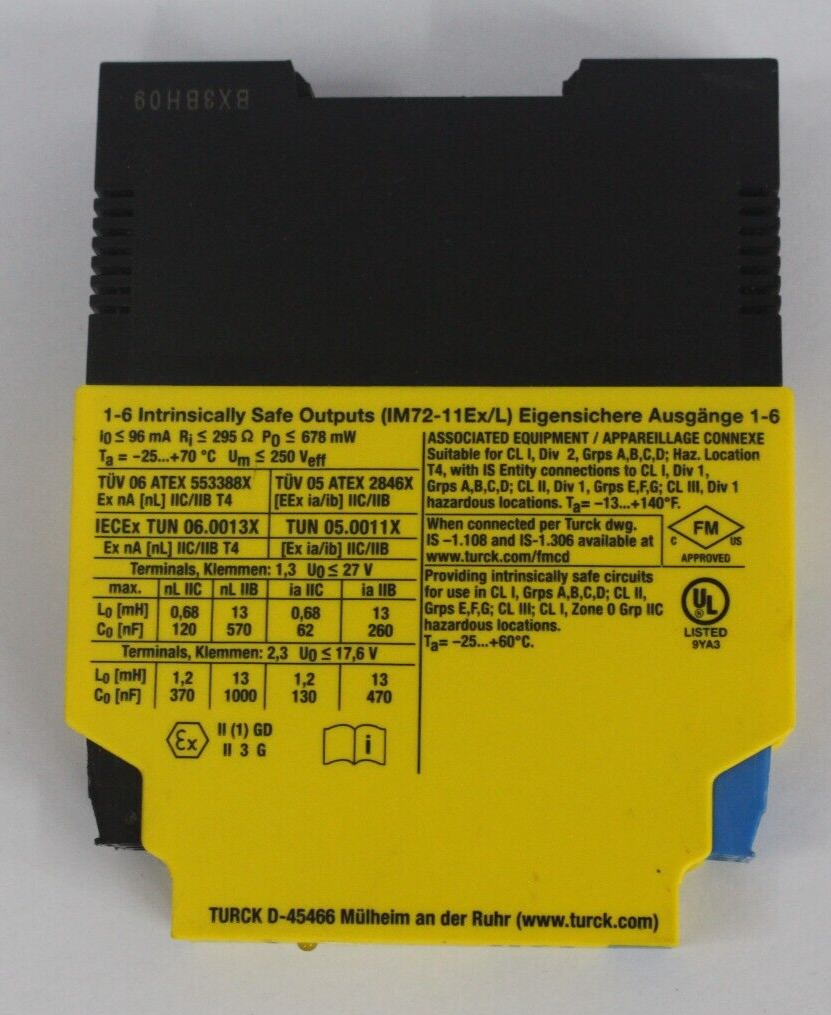 BX3BH09
1-6 Intrinsically Safe Outputs (IM72-11Ex/L) Eigensichere Ausgänge 1-6
I0 ≤ 96 mA Ri ≤ 295 Ω P0 ≤ 678 mW
Ta = –25...+70 °C Um ≤ 250 Veff
TÜV 06 ATEX 553388X TÜV 05 ATEX 2846X
Ex nA [nL] IIC/IIB T4 [EEx ia/ib] IIC/IIB
IECEx TUN 06.0013X TUN 05.0011X
Ex nA [nL] IIC/IIB T4 [Ex ia/ib] IIC/IIB
Terminals, Klemmen: 1,3 U0 ≤ 27 V
max. nL IIC nL IIB ia IIC ia IIB
L0 [mH] 0,68 13 0,68 13
C0 [nF] 120 570 62 260
Terminals, Klemmen: 2,3 U0 ≤ 17,6 V
L0 [mH] 1,2 13 1,2 13
C0 [nF] 370 1000 130 470
Ex II (1) GD
II 3 G
i
ASSOCIATED EQUIPMENT / APPAREILLAGE CONNEXE
Suitable for CL I, Div 2, Grps A,B,C,D; Haz. Location
T4, with IS Entity connections to CL I, Div 1,
Grps A,B,C,D; CL II, Div 1, Grps E,F,G; CL III, Div 1
hazardous locations. Ta= –13...+140°F.
When connected per Turck dwg.
IS –1.108 and IS-1.306 available at
www.turck.com/fmcd
C FM US
APPROVED
Providing intrinsically safe circuits
for use in CL I, Grps A,B,C,D; CL II,
Grps E,F,G; CL III; CL I, Zone 0 Grp IIC
hazardous locations.
Ta= –25...+60°C.
UL ®
LISTED
9YA3
TURCK D-45466 Mülheim an der Ruhr (www.turck.com)